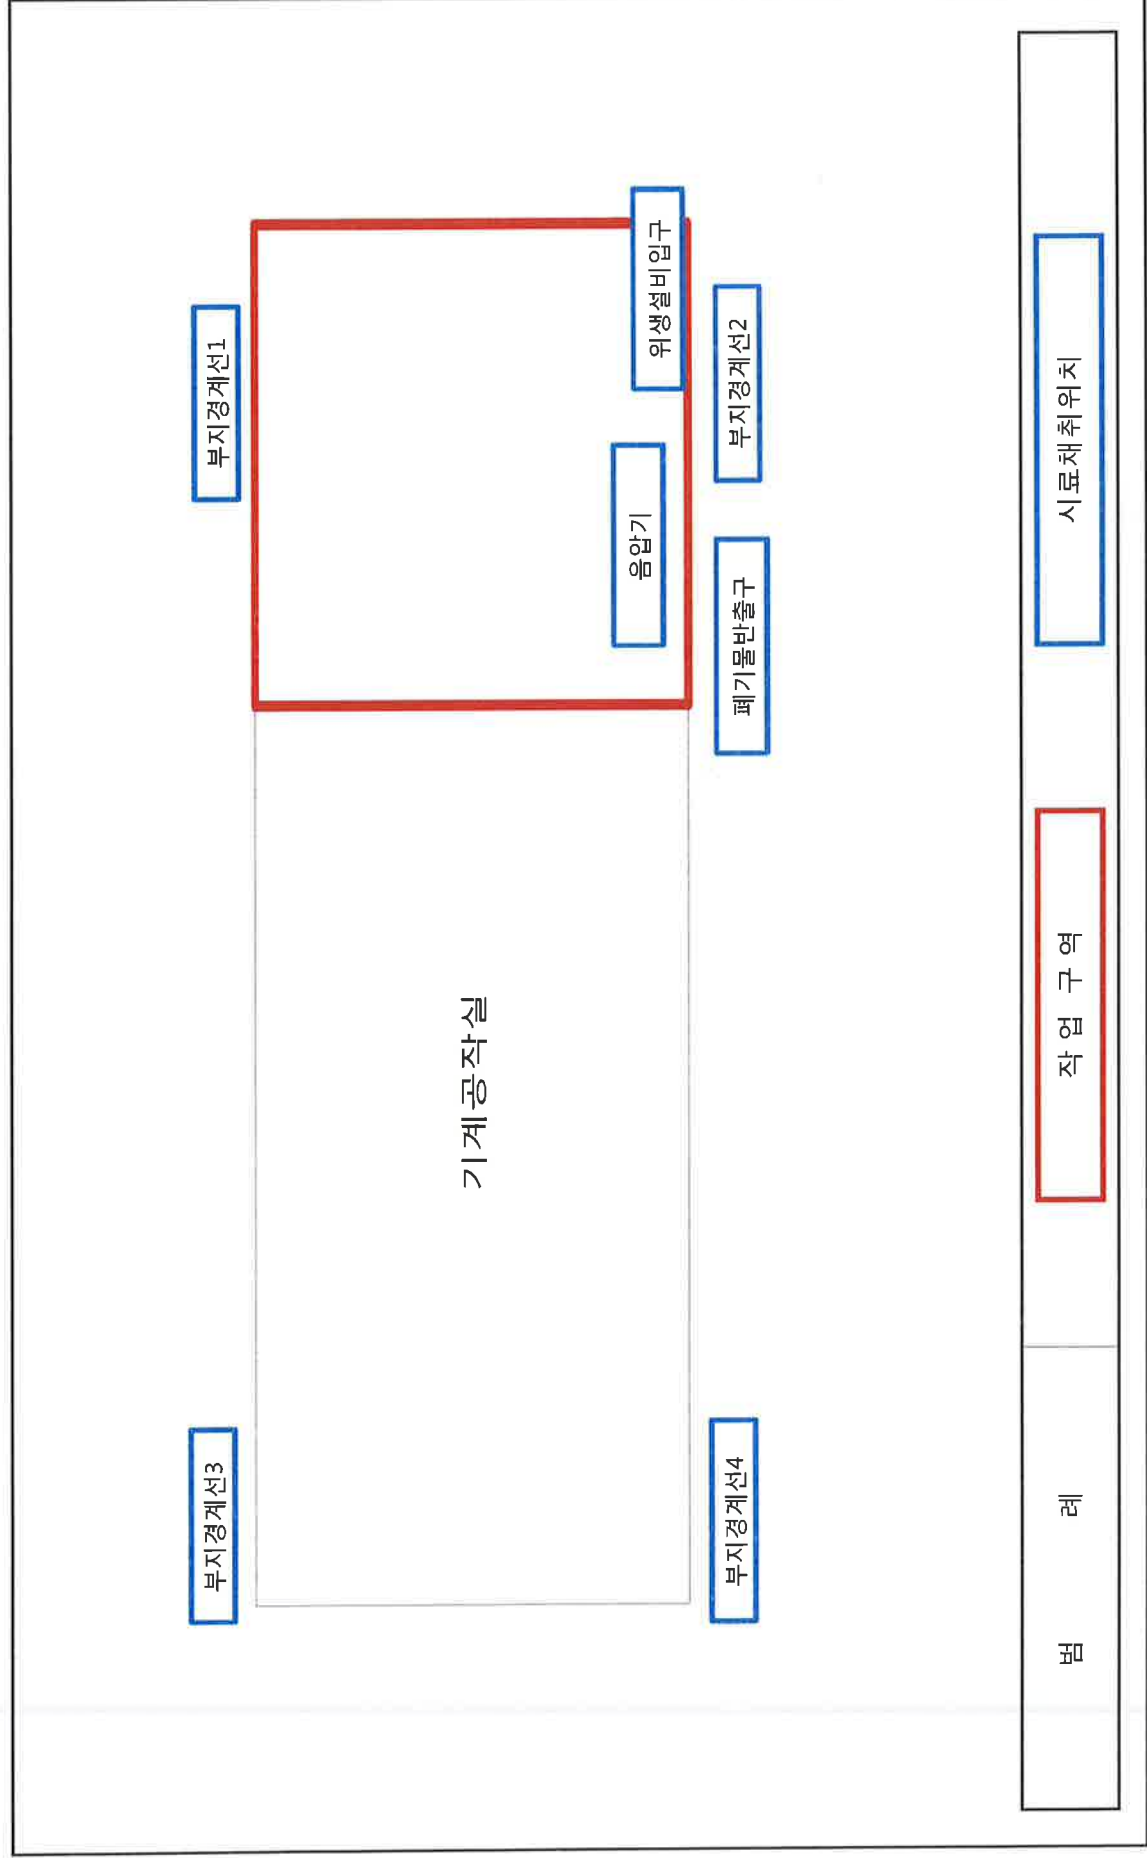 부지경계선3
부지경계선1
기계공작실
음압기
위생설비입구
부지경계선4
폐기물반출구
부지경계선2
범 례
작 업 구 역
시료채취위치